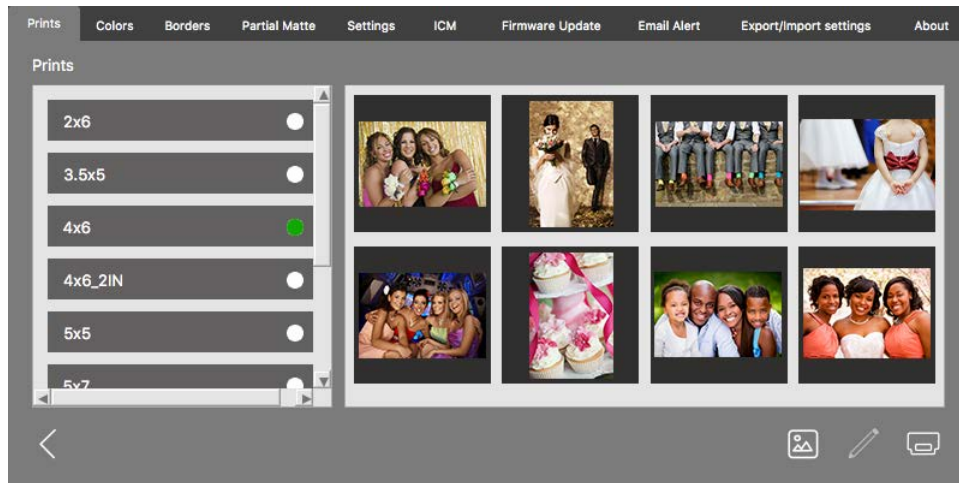 Prints Colors Borders Partial Matte Settings ICM Firmware Update Email Alert Export/Import settings About
Prints
2x6
3.5x5
4x6
4x6_2IN
5x5
5x7